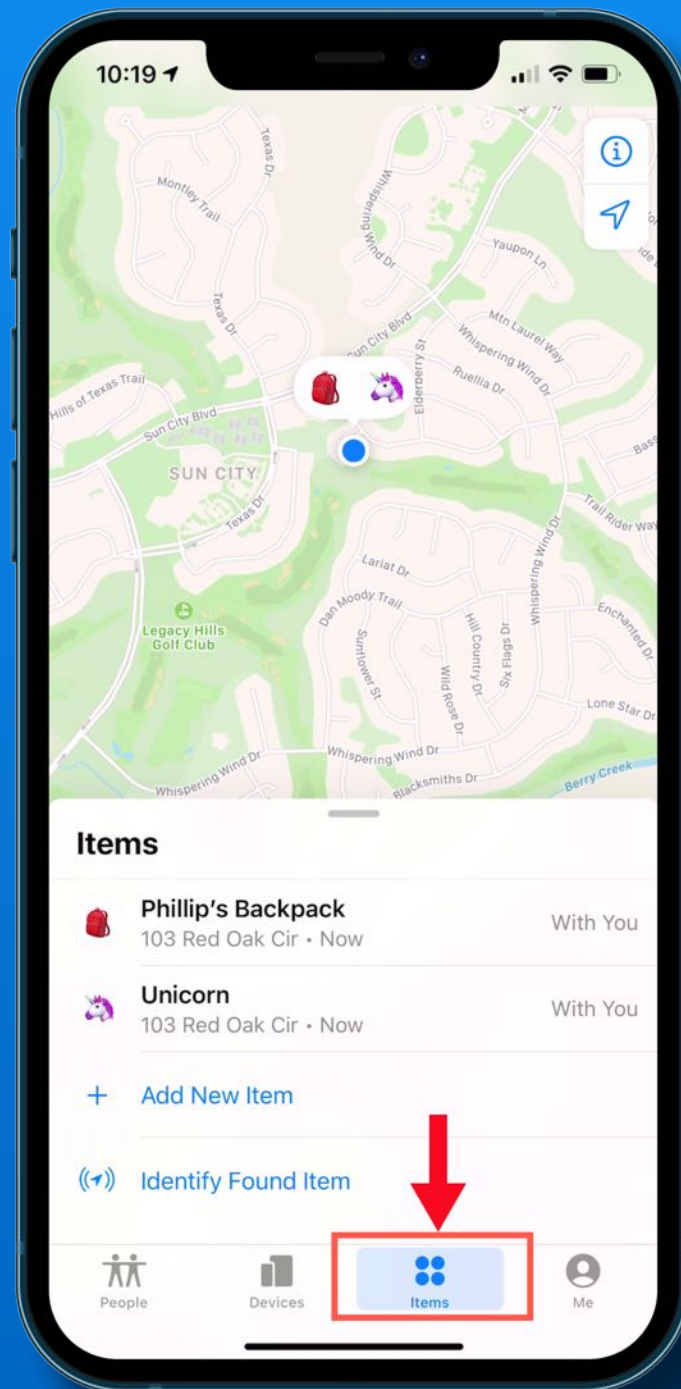 10:19
Texas Dr
Montley Trail
Whispering Wind Dr
Yaupon Ln
Texas Dr
Sun City Blvd
Mtn Laurel Way
Whispering Wind Dr
Elderberry St
Ruellia Dr
Hills of Texas Trail
Sun City Blvd
SUN CITY
Texas Dr
Trail Rider Way
Lariat Dr
Whispering Wind Dr
Dan Moody Trail
Legacy Hills
Golf Club
Sunflower St
Hill Country Dr
Six Flags Dr
Enchanted Dr
Wild Rose Dr
Lone Star Dr
Whispering Wind Dr
Whispering Wind Dr
Blacksmiths Dr
Berry Creek
Items
Phillip's Backpack
103 Red Oak Cir • Now
With You
Unicorn
103 Red Oak Cir • Now
With You
+ Add New Item
Identify Found Item
People
Devices
Items
Me